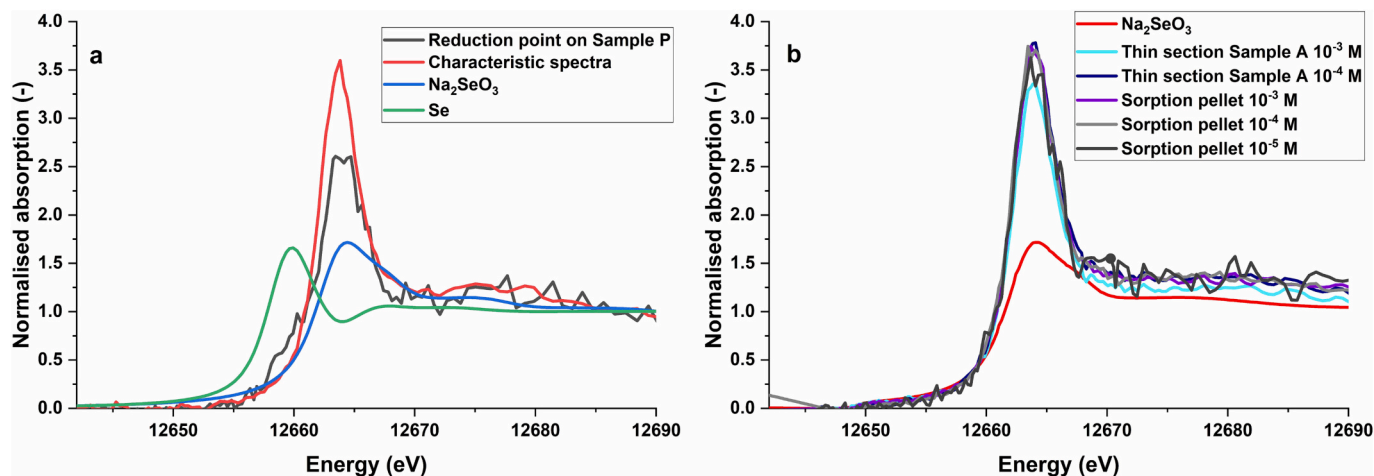 a
Reduction point on Sample P
Characteristic spectra
Na₂SeO₃
Se
Normalised absorption (-)
4.0
3.5
3.0
2.5
2.0
1.5
1.0
0.5
0.0
12650
12660
12670
12680
12690
Energy (eV)
b
Na₂SeO₃
Thin section Sample A 10⁻³ M
Thin section Sample A 10⁻⁴ M
Sorption pellet 10⁻³ M
Sorption pellet 10⁻⁴ M
Sorption pellet 10⁻⁵ M
Normalised absorption (-)
4.0
3.5
3.0
2.5
2.0
1.5
1.0
0.5
0.0
12650
12660
12670
12680
12690
Energy (eV)